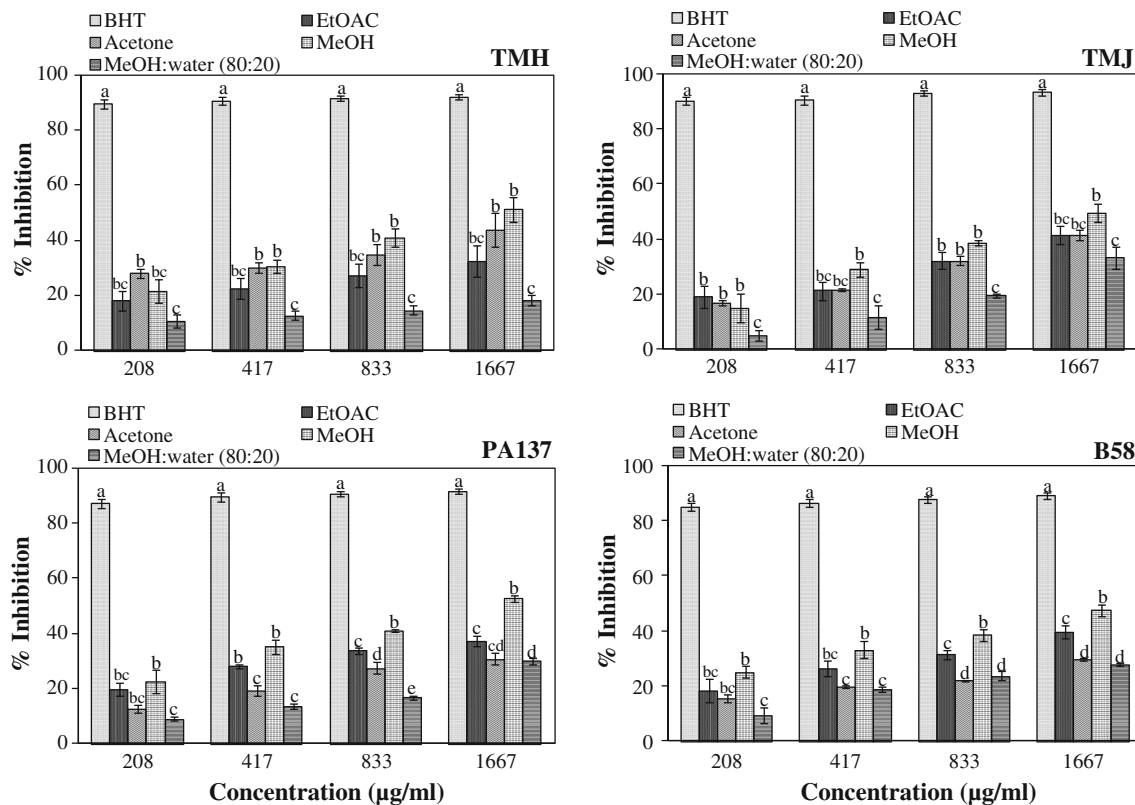 BHT EtOAC
Acetone MeOH
MeOH:water (80:20)
TMH
% Inhibition
100
80
60
40
20
0
a a a a
bc b bc c
bc b b c
bc b b c
bc b b c
208 417 833 1667
BHT EtOAC
Acetone MeOH
MeOH:water (80:20)
TMJ
% Inhibition
100
80
60
40
20
0
a a a a
b b b c
bc bc b c
b b b c
bc bc b c
208 417 833 1667
BHT EtOAC
Acetone MeOH
MeOH:water (80:20)
PA137
% Inhibition
100
80
60
40
20
0
a a a a
bc bc b c
b c b c
c d b e
c cd b d
208 417 833 1667
Concentration (µg/ml)
BHT EtOAC
Acetone MeOH
MeOH:water (80:20)
B58
% Inhibition
100
80
60
40
20
0
a a a a
bc bc b c
bc c b c
c d b d
c d b d
208 417 833 1667
Concentration (µg/ml)